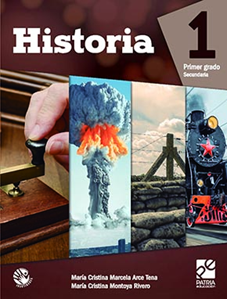 Historia
1
Primer grado
Secundaria
María Cristina Marcela Arce Tena
María Cristina Montoya Rivero
PATRIA